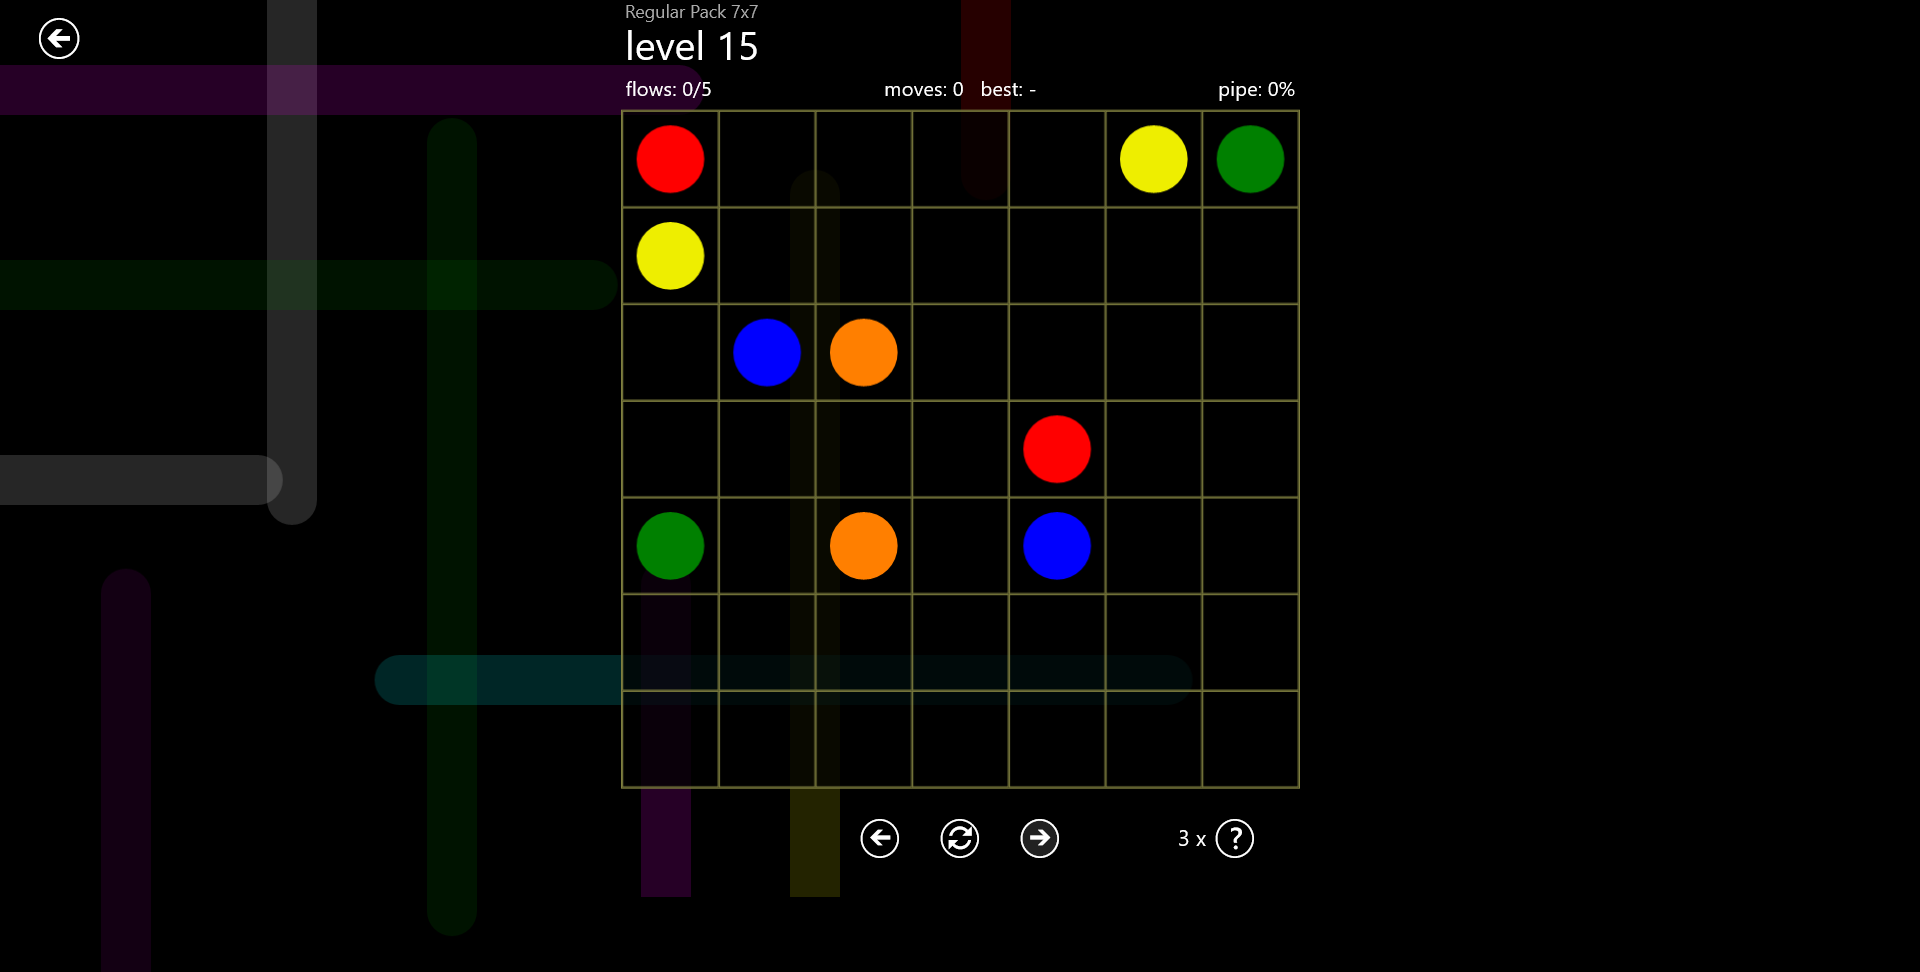 Regular Pack 7x7
level 15
flows: 0/5 moves: 0 best: - pipe: 0%
3 x ?